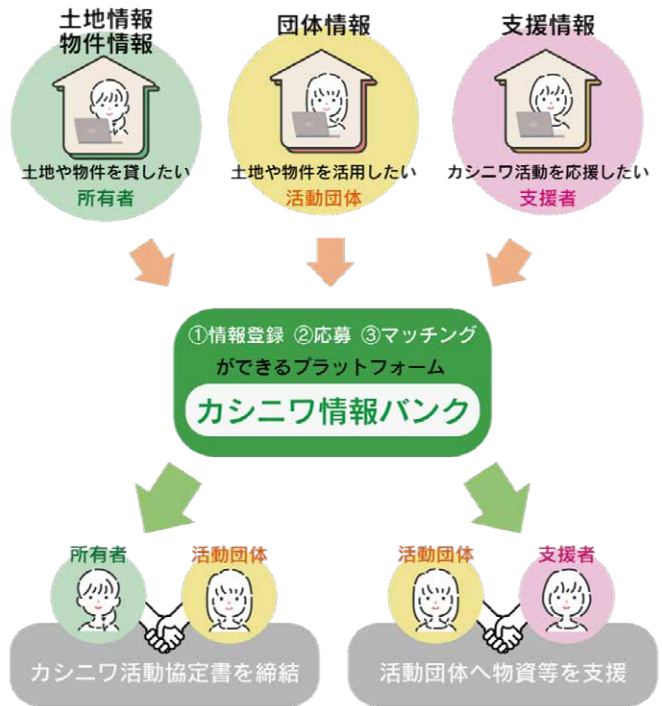 土地情報
物件情報
団体情報
支援情報
土地や物件を貸したい
所有者
土地や物件を活用したい
活動団体
カシニワ活動を応援したい
支援者
①情報登録 ②応募 ③マッチング
ができるプラットフォーム
カシニワ情報バンク
所有者
活動団体
カシニワ活動協定書を締結
活動団体
支援者
活動団体へ物資等を支援